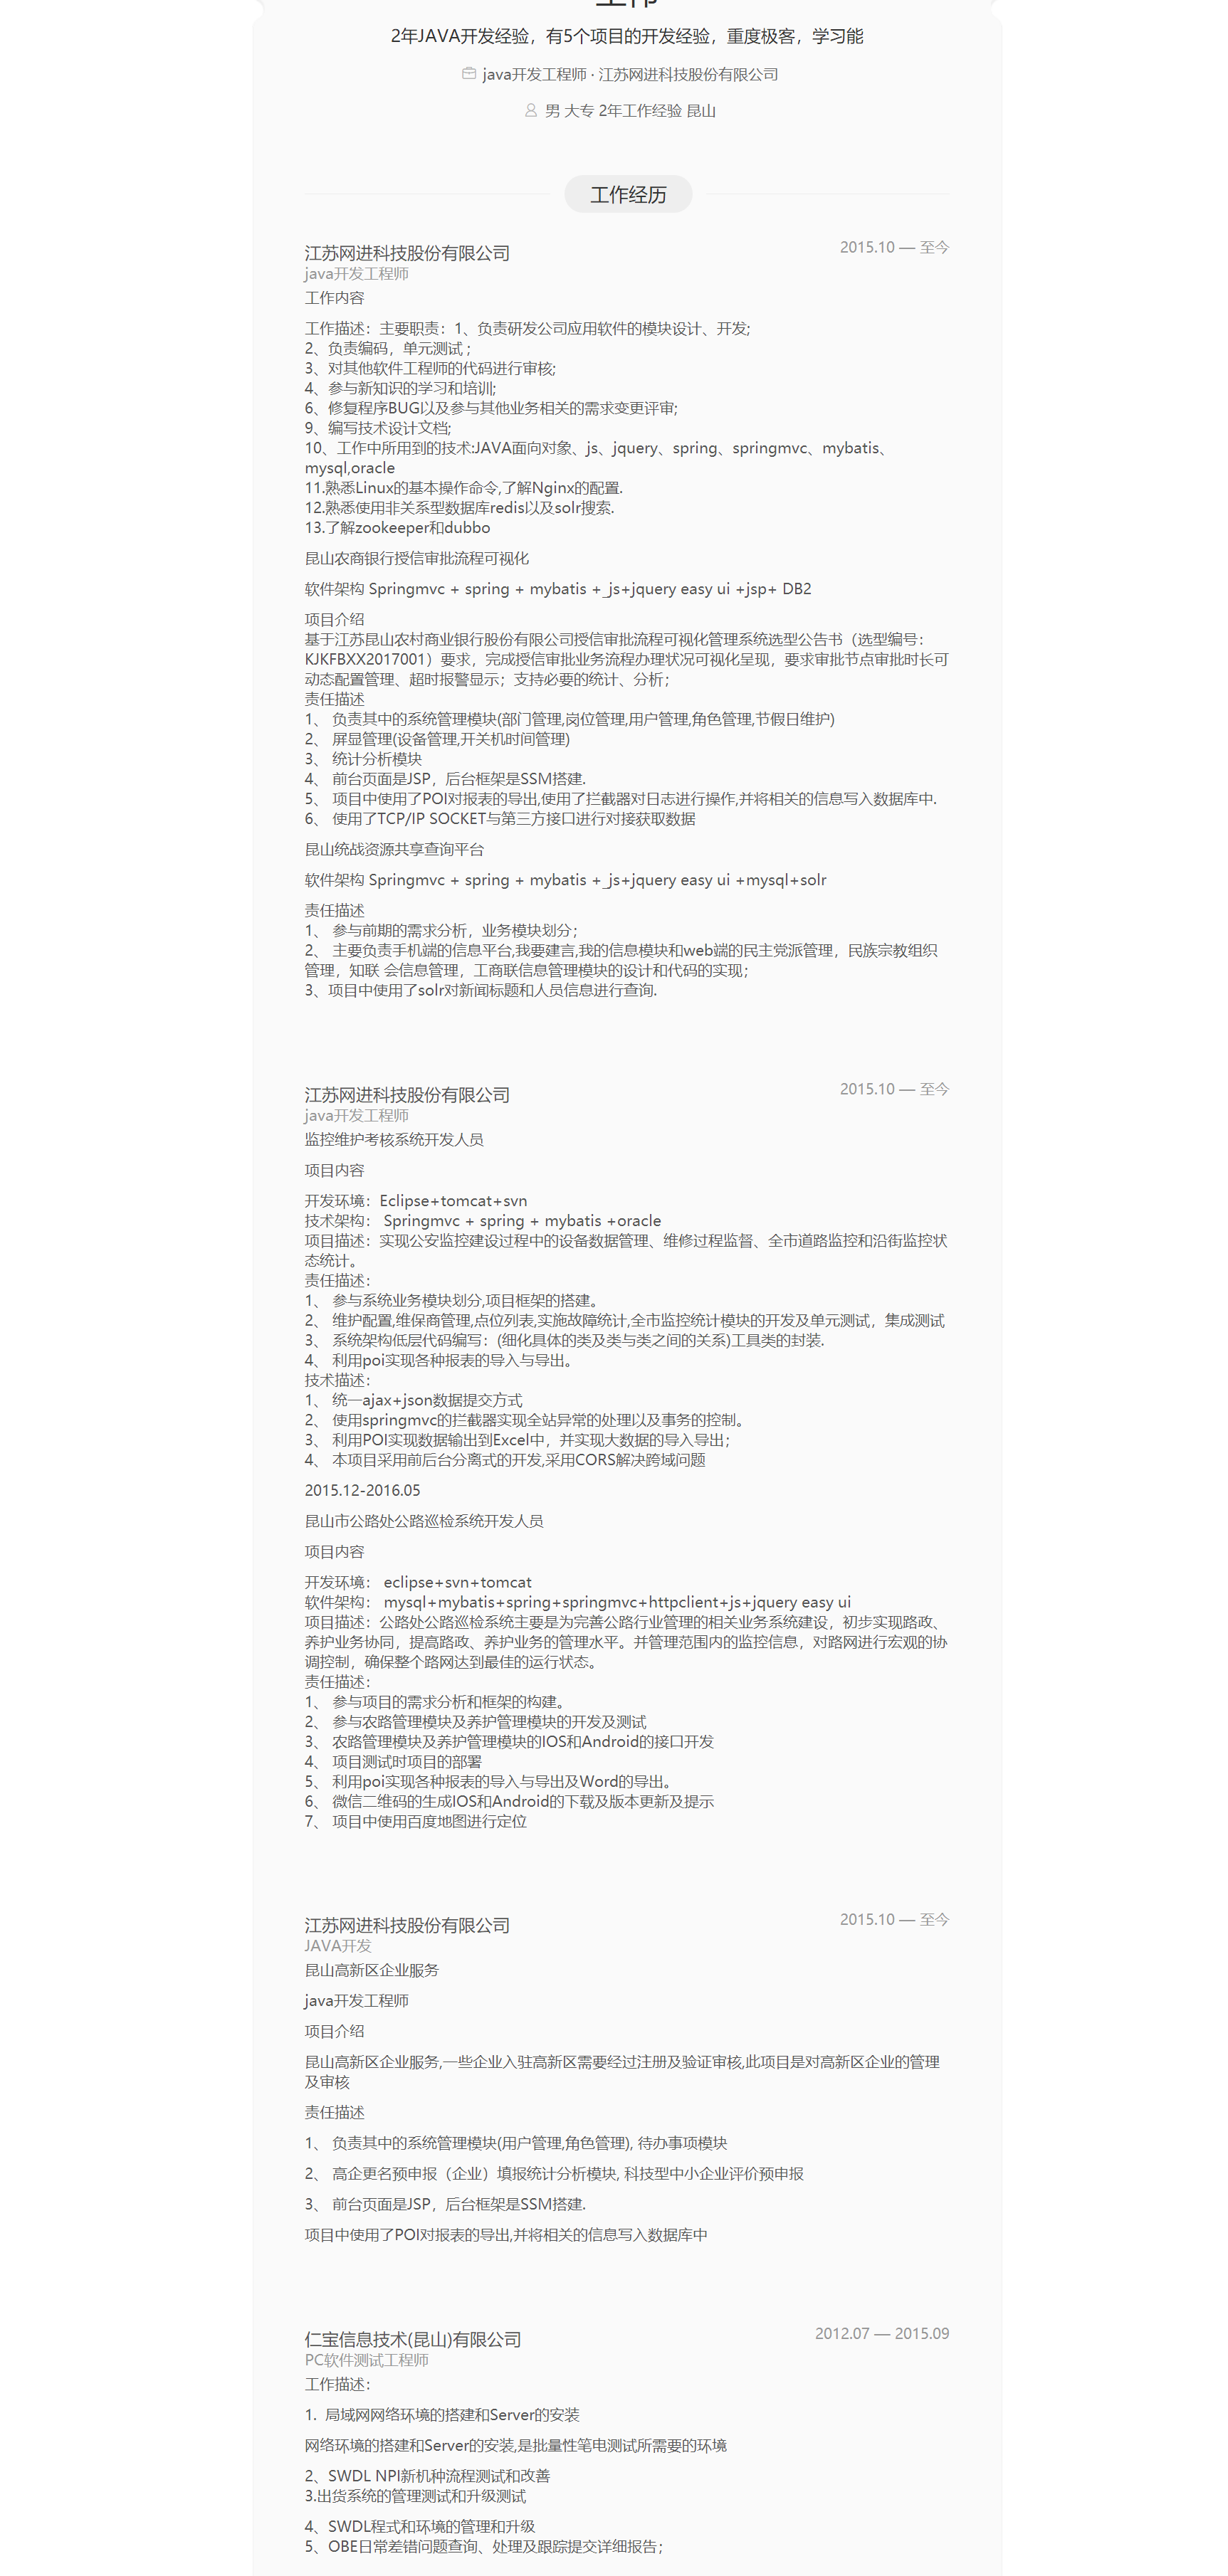 2年JAVA开发经验，有5个项目的开发经验，重度极客，学习能
java开发工程师 · 江苏网进科技股份有限公司
男 大专 2年工作经验 昆山
工作经历
江苏网进科技股份有限公司
2015.10 — 至今
java开发工程师
工作内容
工作描述：主要职责：1、负责研发公司应用软件的模块设计、开发;
2、负责编码，单元测试 ;
3、对其他软件工程师的代码进行审核;
4、参与新知识的学习和培训;
6、修复程序BUG以及参与其他业务相关的需求变更评审;
9、编写技术设计文档;
10、工作中所用到的技术:JAVA面向对象、js、jquery、spring、springmvc、mybatis、
mysql,oracle
11.熟悉Linux的基本操作命令,了解Nginx的配置.
12.熟悉使用非关系型数据库redis以及solr搜索.
13.了解zookeeper和dubbo
昆山农商银行授信审批流程可视化
软件架构 Springmvc + spring + mybatis +_js+jquery easy ui +jsp+ DB2
项目介绍
基于江苏昆山农村商业银行股份有限公司授信审批流程可视化管理系统选型公告书（选型编号：
KJKFBXX2017001）要求，完成授信审批业务流程办理状况可视化呈现，要求审批节点审批时长可
动态配置管理、超时报警显示；支持必要的统计、分析；
责任描述
1、 负责其中的系统管理模块(部门管理,岗位管理,用户管理,角色管理,节假日维护)
2、 屏显管理(设备管理,开关机时间管理)
3、 统计分析模块
4、 前台页面是JSP，后台框架是SSM搭建.
5、 项目中使用了POI对报表的导出,使用了拦截器对日志进行操作,并将相关的信息写入数据库中.
6、 使用了TCP/IP SOCKET与第三方接口进行对接获取数据
昆山统战资源共享查询平台
软件架构 Springmvc + spring + mybatis +_js+jquery easy ui +mysql+solr
责任描述
1、 参与前期的需求分析，业务模块划分；
2、 主要负责手机端的信息平台,我要建言,我的信息模块和web端的民主党派管理，民族宗教组织
管理，知联 会信息管理，工商联信息管理模块的设计和代码的实现；
3、项目中使用了solr对新闻标题和人员信息进行查询.
江苏网进科技股份有限公司
2015.10 — 至今
java开发工程师
监控维护考核系统开发人员
项目内容
开发环境：Eclipse+tomcat+svn
技术架构： Springmvc + spring + mybatis +oracle
项目描述：实现公安监控建设过程中的设备数据管理、维修过程监督、全市道路监控和沿街监控状
态统计。
责任描述：
1、 参与系统业务模块划分,项目框架的搭建。
2、 维护配置,维保商管理,点位列表,实施故障统计,全市监控统计模块的开发及单元测试，集成测试
3、 系统架构低层代码编写：(细化具体的类及类与类之间的关系)工具类的封装.
4、 利用poi实现各种报表的导入与导出。
技术描述：
1、 统一ajax+json数据提交方式
2、 使用springmvc的拦截器实现全站异常的处理以及事务的控制。
3、 利用POI实现数据输出到Excel中，并实现大数据的导入导出；
4、 本项目采用前后台分离式的开发,采用CORS解决跨域问题
2015.12-2016.05
昆山市公路处公路巡检系统开发人员
项目内容
开发环境： eclipse+svn+tomcat
软件架构： mysql+mybatis+spring+springmvc+httpclient+js+jquery easy ui
项目描述：公路处公路巡检系统主要是为完善公路行业管理的相关业务系统建设，初步实现路政、
养护业务协同，提高路政、养护业务的管理水平。并管理范围内的监控信息，对路网进行宏观的协
调控制，确保整个路网达到最佳的运行状态。
责任描述：
1、 参与项目的需求分析和框架的构建。
2、 参与农路管理模块及养护管理模块的开发及测试
3、 农路管理模块及养护管理模块的IOS和Android的接口开发
4、 项目测试时项目的部署
5、 利用poi实现各种报表的导入与导出及Word的导出。
6、 微信二维码的生成IOS和Android的下载及版本更新及提示
7、 项目中使用百度地图进行定位
江苏网进科技股份有限公司
2015.10 — 至今
JAVA开发
昆山高新区企业服务
java开发工程师
项目介绍
昆山高新区企业服务,一些企业入驻高新区需要经过注册及验证审核,此项目是对高新区企业的管理
及审核
责任描述
1、 负责其中的系统管理模块(用户管理,角色管理), 待办事项模块
2、 高企更名预申报（企业）填报统计分析模块, 科技型中小企业评价预申报
3、 前台页面是JSP，后台框架是SSM搭建.
项目中使用了POI对报表的导出,并将相关的信息写入数据库中
仁宝信息技术(昆山)有限公司
2012.07 — 2015.09
PC软件测试工程师
工作描述：
1. 局域网网络环境的搭建和Server的安装
网络环境的搭建和Server的安装,是批量性笔电测试所需要的环境
2、SWDL NPI新机种流程测试和改善
3.出货系统的管理测试和升级测试
4、SWDL程式和环境的管理和升级
5、OBE日常差错问题查询、处理及跟踪提交详细报告；